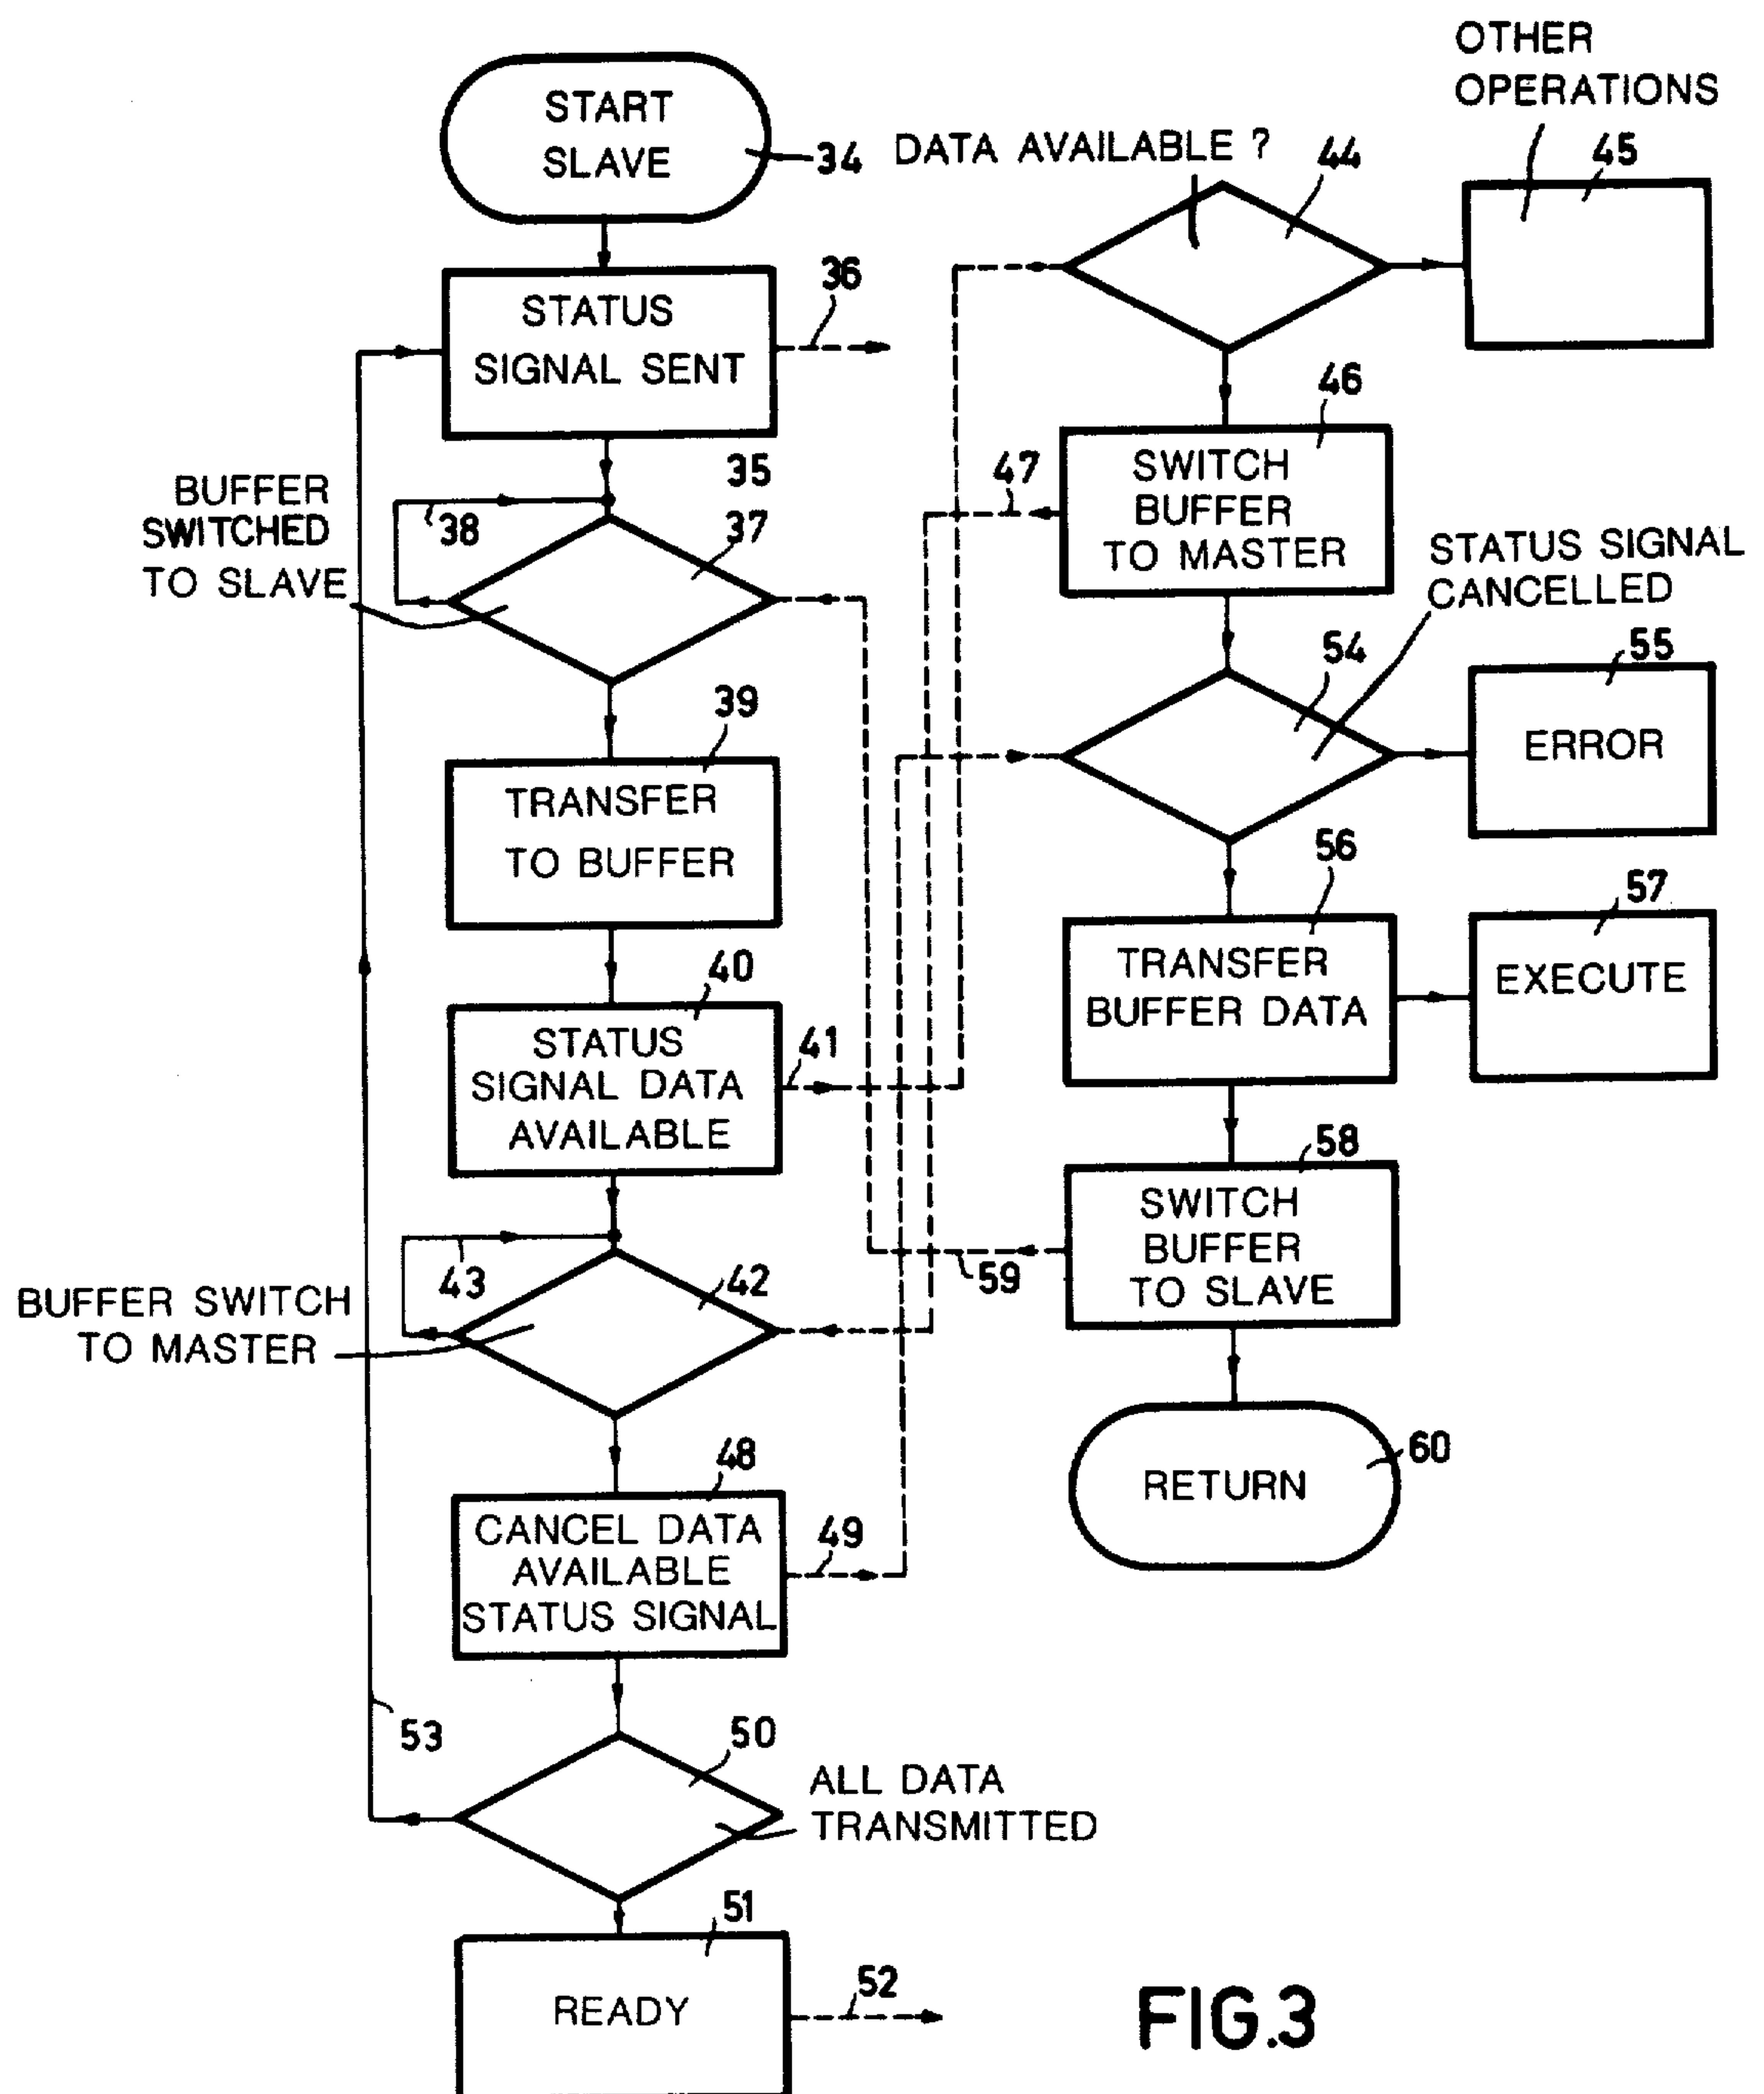 START
SLAVE
34
STATUS
SIGNAL SENT
36
35
BUFFER
SWITCHED
TO SLAVE
38
37
39
TRANSFER
TO BUFFER
40
STATUS
SIGNAL DATA
AVAILABLE
41
43
42
BUFFER SWITCH
TO MASTER
48
CANCEL DATA
AVAILABLE
STATUS SIGNAL
49
53
50
ALL DATA
TRANSMITTED
51
READY
52
DATA AVAILABLE ?
44
OTHER
OPERATIONS
45
46
SWITCH
BUFFER
TO MASTER
47
STATUS SIGNAL
CANCELLED
54
55
ERROR
56
TRANSFER
BUFFER DATA
57
EXECUTE
58
SWITCH
BUFFER
TO SLAVE
59
RETURN
60
FIG.3